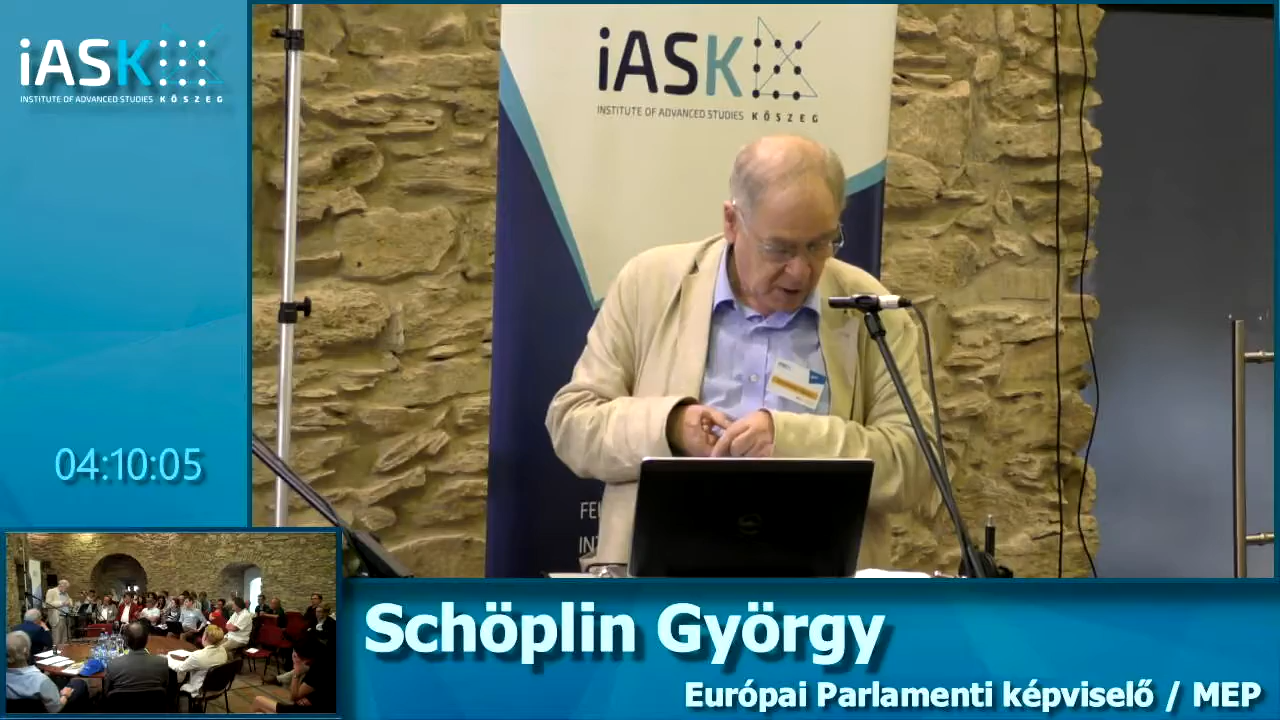 iASK
INSTITUTE OF ADVANCED STUDIES KŐSZEG
iASK
INSTITUTE OF ADVANCED STUDIES KŐSZEG
04:10:05
Schöplin György
Európai Parlamenti képviselő / MEP